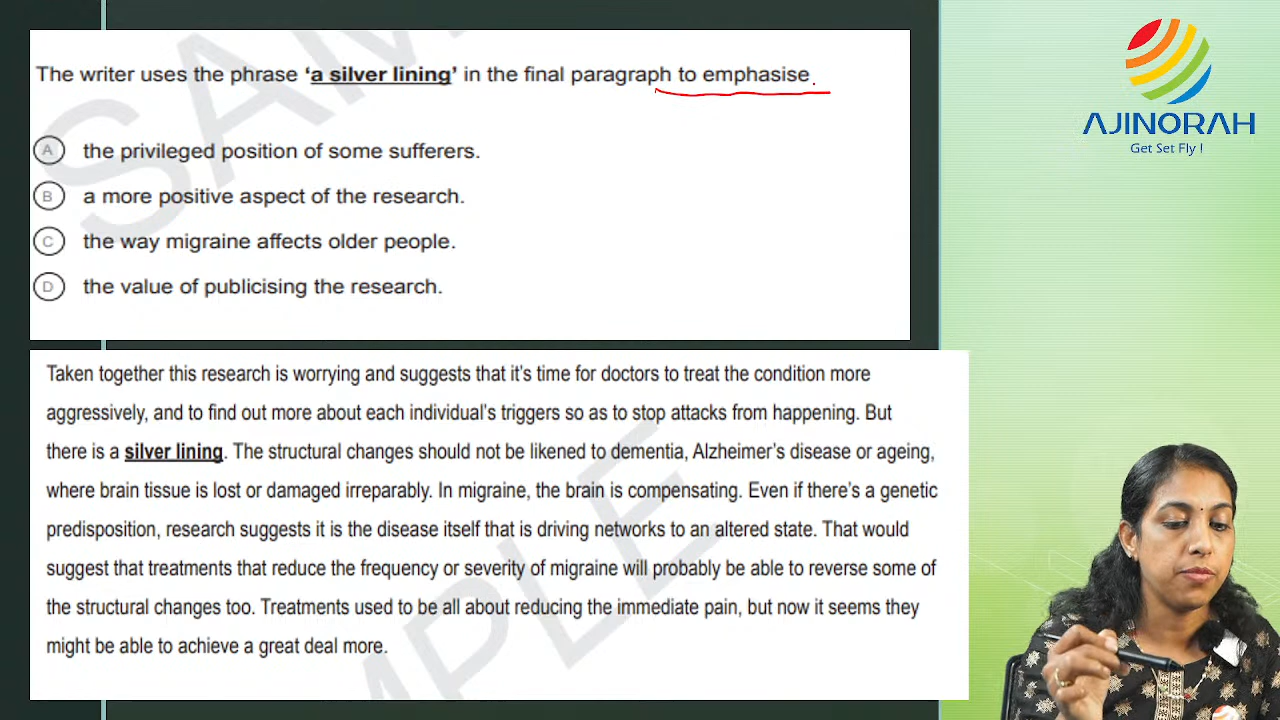 The writer uses the phrase ‘a silver lining’ in the final paragraph to emphasise.
A the privileged position of some sufferers.
B a more positive aspect of the research.
C the way migraine affects older people.
D the value of publicising the research.
Taken together this research is worrying and suggests that it's time for doctors to treat the condition more
aggressively, and to find out more about each individual's triggers so as to stop attacks from happening. But
there is a silver lining. The structural changes should not be likened to dementia, Alzheimer's disease or ageing,
where brain tissue is lost or damaged irreparably. In migraine, the brain is compensating. Even if there's a genetic
predisposition, research suggests it is the disease itself that is driving networks to an altered state. That would
suggest that treatments that reduce the frequency or severity of migraine will probably be able to reverse some of
the structural changes too. Treatments used to be all about reducing the immediate pain, but now it seems they
might be able to achieve a great deal more.
SAM
MPLE
AJINORAH
Get Set Fly !